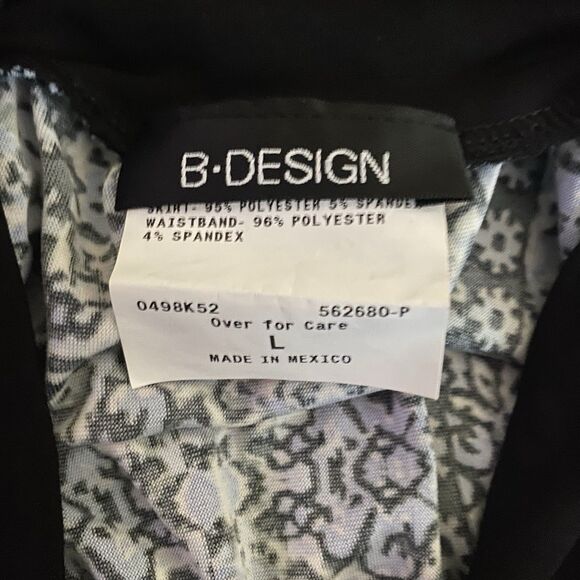 B·DESIGN
SKIRT- 95% POLYESTER 5% SPANDEX
WAISTBAND- 96% POLYESTER
4% SPANDEX
0498K52 562680-P
Over for Care
L
MADE IN MEXICO